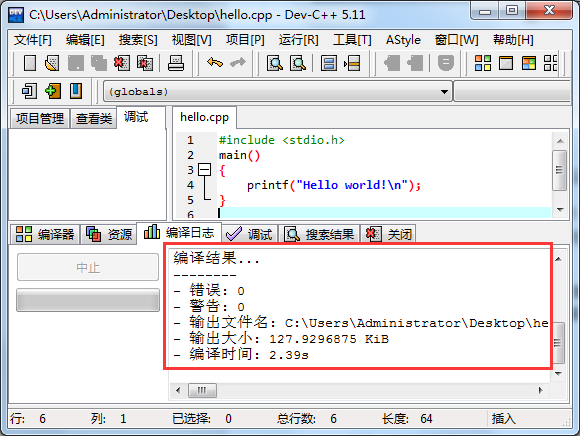 C:\Users\Administrator\Desktop\hello.cpp - Dev-C++ 5.11
文件[F] 编辑[E] 搜索[S] 视图[V] 项目[P] 运行[R] 工具[T] AStyle 窗口[W] 帮助[H]
(globals)
项目管理 查看类 调试
hello.cpp
1 #include <stdio.h>
2 main()
3 {
4 printf("Hello world!\n");
5 }
6
编译器 资源 编译日志 调试 搜索结果 关闭
中止
编译结果...
--------
- 错误: 0
- 警告: 0
- 输出文件名: C:\Users\Administrator\Desktop\he
- 输出大小: 127.9296875 KiB
- 编译时间: 2.39s
行: 6 列: 1 已选择: 0 总行数: 6 长度: 64 插入